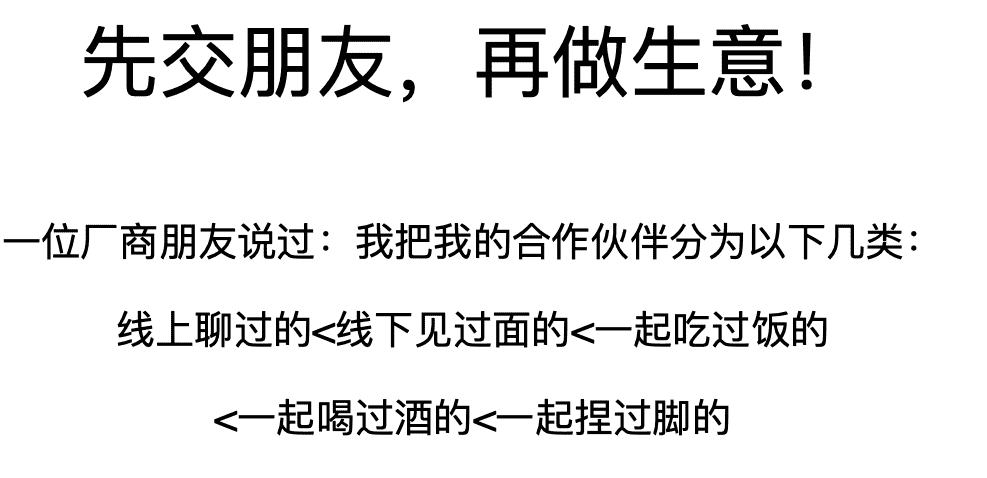 先交朋友，再做生意！
一位厂商朋友说过：我把我的合作伙伴分为以下几类：
线上聊过的<线下见过面的<一起吃过饭的
<一起喝过酒的<一起捏过脚的